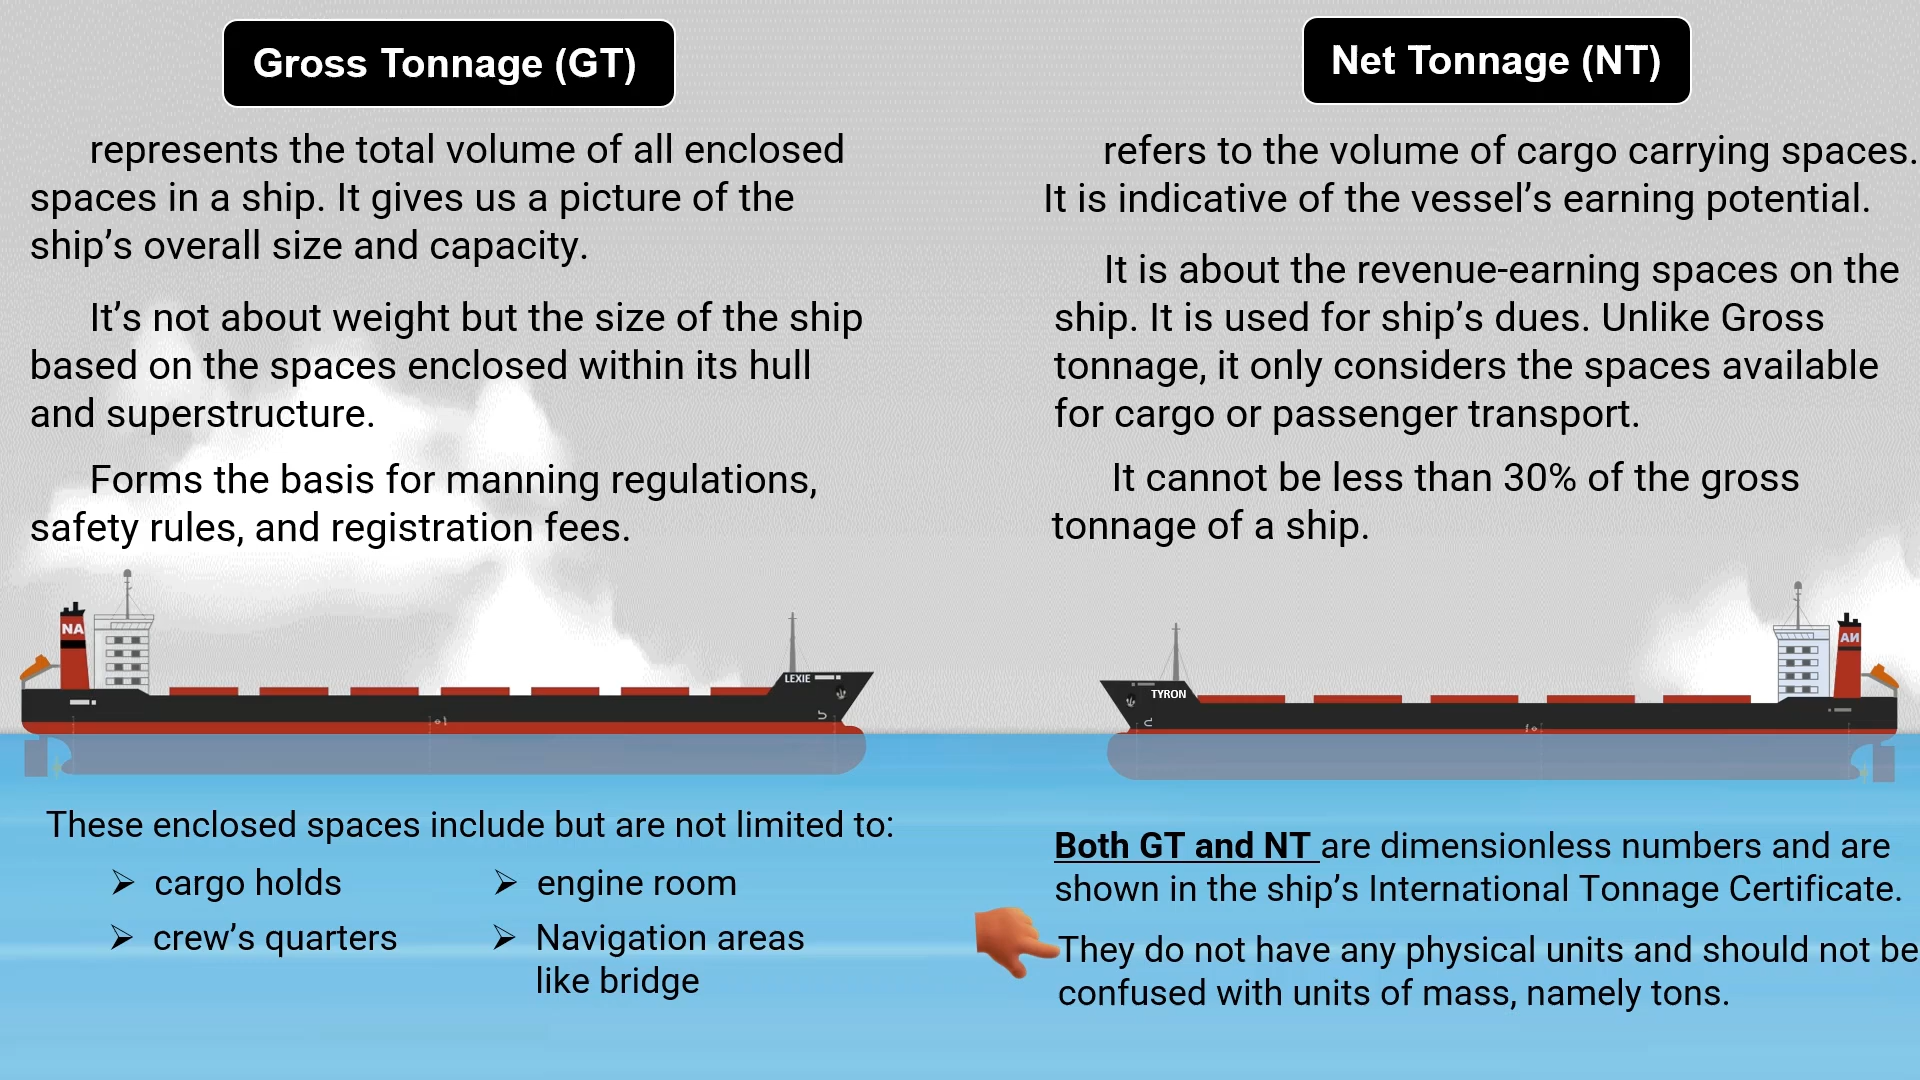 Gross Tonnage (GT)
represents the total volume of all enclosed
spaces in a ship. It gives us a picture of the
ship’s overall size and capacity.
It’s not about weight but the size of the ship
based on the spaces enclosed within its hull
and superstructure.
Forms the basis for manning regulations,
safety rules, and registration fees.
NA
LEXIE
These enclosed spaces include but are not limited to:
cargo holds
engine room
crew’s quarters
Navigation areas
like bridge
Net Tonnage (NT)
refers to the volume of cargo carrying spaces.
It is indicative of the vessel’s earning potential.
It is about the revenue-earning spaces on the
ship. It is used for ship’s dues. Unlike Gross
tonnage, it only considers the spaces available
for cargo or passenger transport.
It cannot be less than 30% of the gross
tonnage of a ship.
TYRON
NA
Both GT and NT are dimensionless numbers and are
shown in the ship’s International Tonnage Certificate.
They do not have any physical units and should not be
confused with units of mass, namely tons.